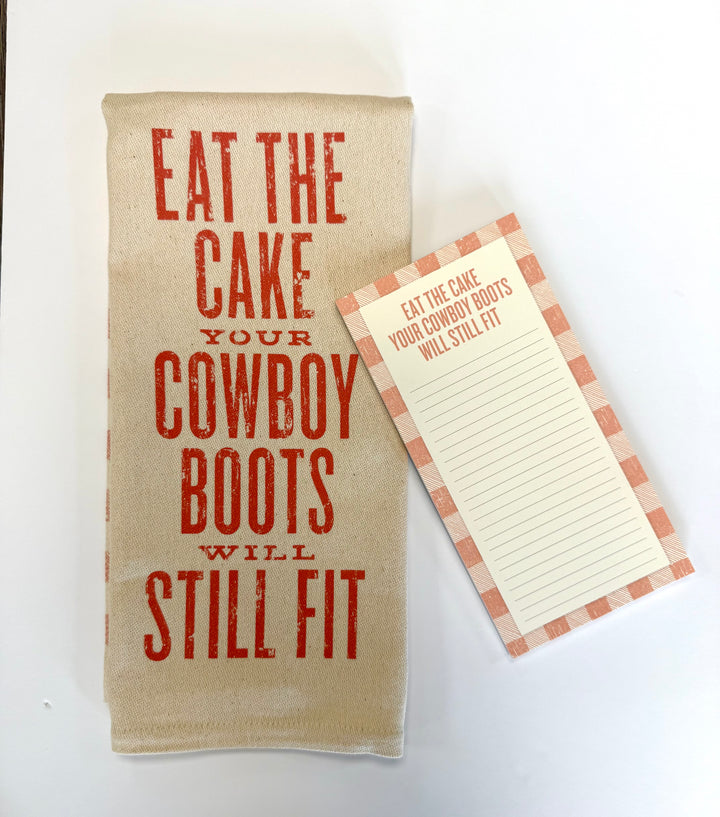 EAT THE
CAKE
YOUR
COWBOY
BOOTS
WILL
STILL FIT
EAT THE CAKE
YOUR COWBOY BOOTS
WILL STILL FIT